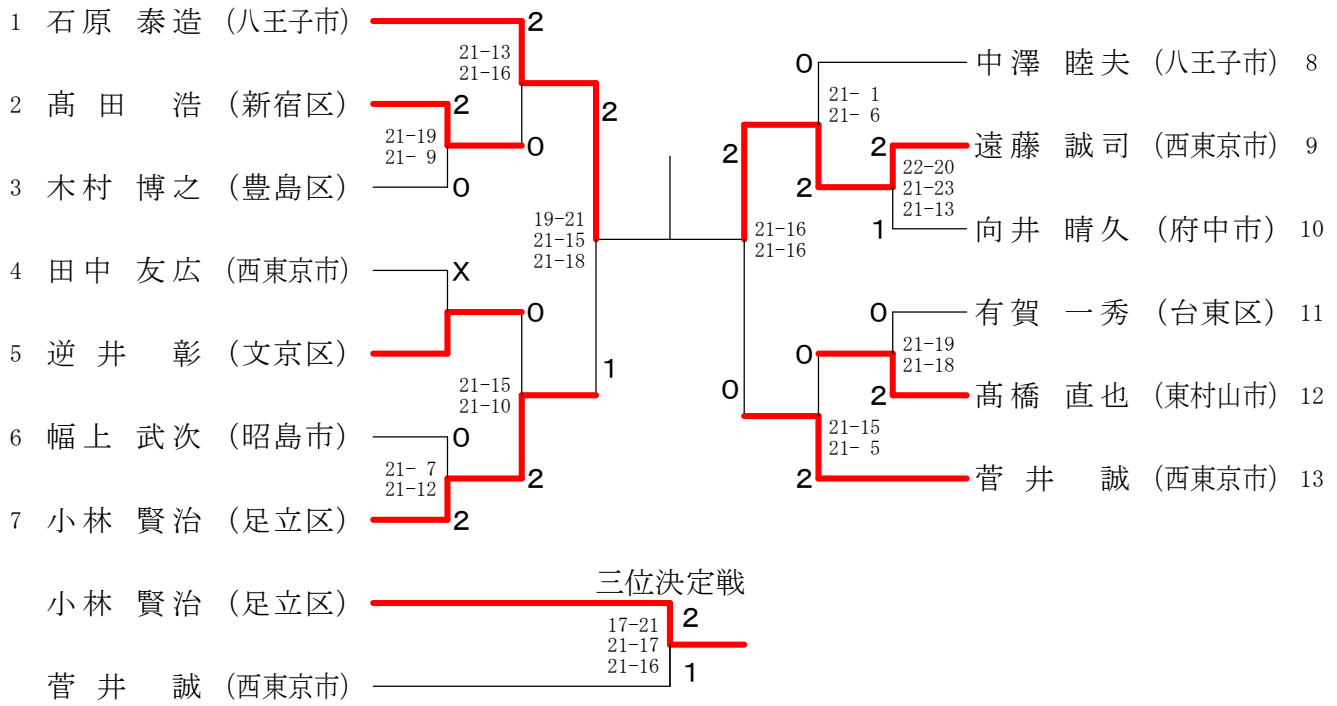 1 石原 泰造 (八王子市) 2
21-13
21-16
2 髙田 浩 (新宿区) 2
21-19
21- 9
0
3 木村 博之 (豊島区) 0
2
19-21
21-15
21-18
4 田中 友広 (西東京市) X
0
5 逆井 彰 (文京区)
1
21-15
21-10
6 幅上 武次 (昭島市) 0
21- 7
21-12
2
7 小林 賢治 (足立区) 2
0 中澤 睦夫 (八王子市) 8
21- 1
21- 6
2 遠藤 誠司 (西東京市) 9
22-20
21-23
21-13
2
2
1 向井 晴久 (府中市) 10
21-16
21-16
0 有賀 一秀 (台東区) 11
21-19
21-18
0
2 髙橋 直也 (東村山市) 12
0
21-15
21- 5
2 菅井 誠 (西東京市) 13
三位決定戦
小林 賢治 (足立区) 2
17-21
21-17
21-16
菅井 誠 (西東京市) 1